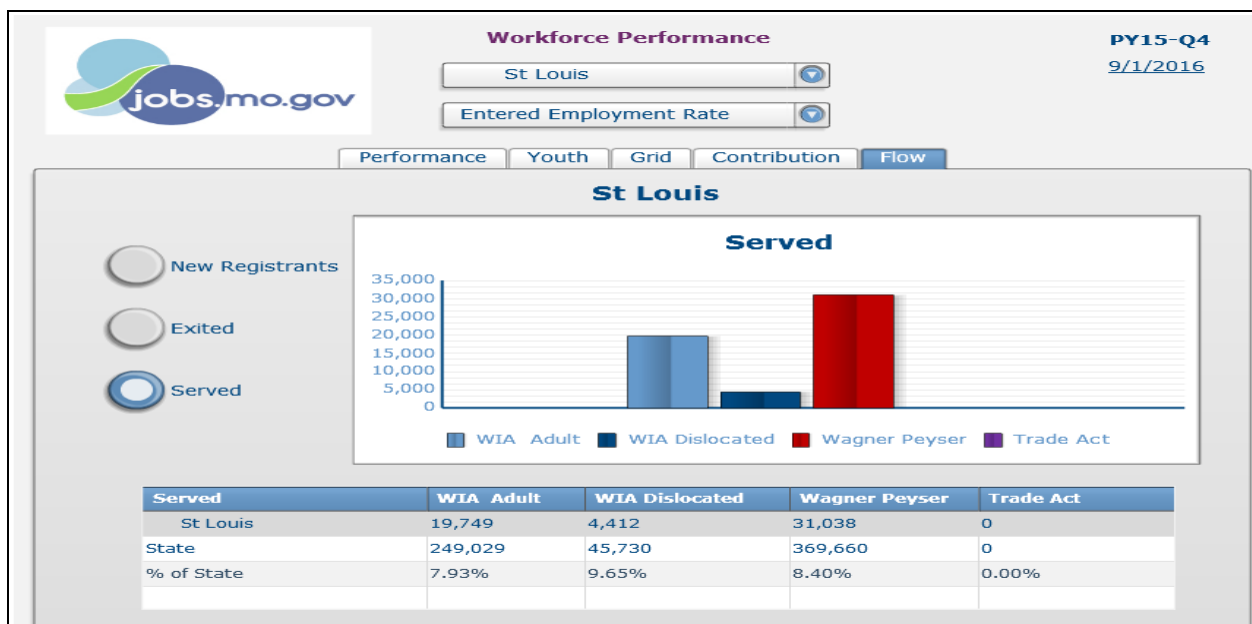 jobs.mo.gov
Workforce Performance
PY15-Q4
9/1/2016
St Louis
Entered Employment Rate
Performance Youth Grid Contribution Flow
St Louis
New Registrants
Exited
Served
Served
35,000
30,000
25,000
20,000
15,000
10,000
5,000
0
WIA Adult WIA Dislocated Wagner Peyser Trade Act
Served WIA Adult WIA Dislocated Wagner Peyser Trade Act
St Louis 19,749 4,412 31,038 0
State 249,029 45,730 369,660 0
% of State 7.93% 9.65% 8.40% 0.00%